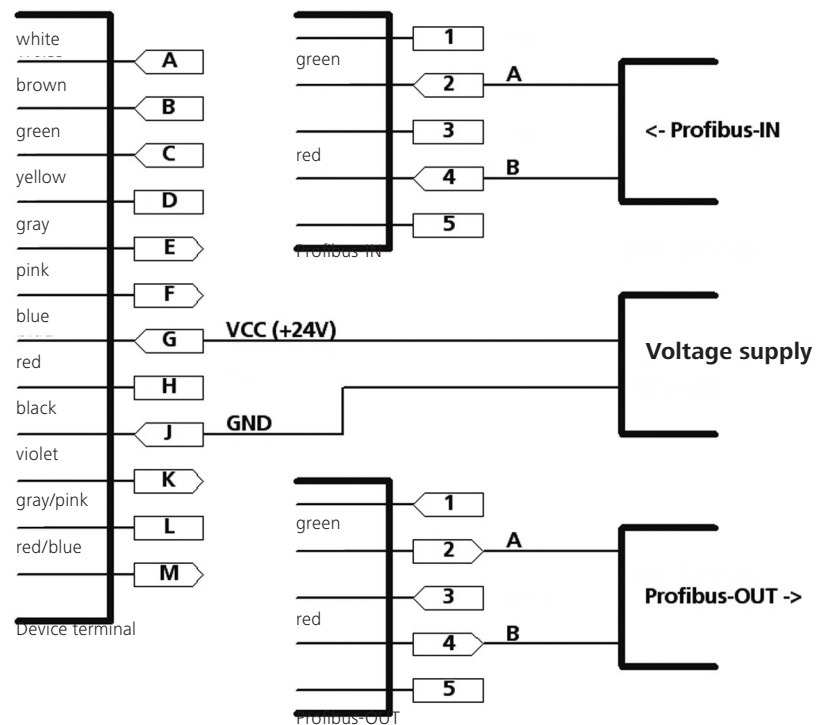 white
A
brown
B
green
C
yellow
D
gray
E
pink
F
blue
G
VCC (+24V)
red
H
black
J
GND
violet
K
gray/pink
L
red/blue
M
Device terminal
1
green
2
A
3
red
4
B
5
Profibus-IN
<- Profibus-IN
Voltage supply
1
green
2
A
3
red
4
B
5
Profibus-OUT
Profibus-OUT ->